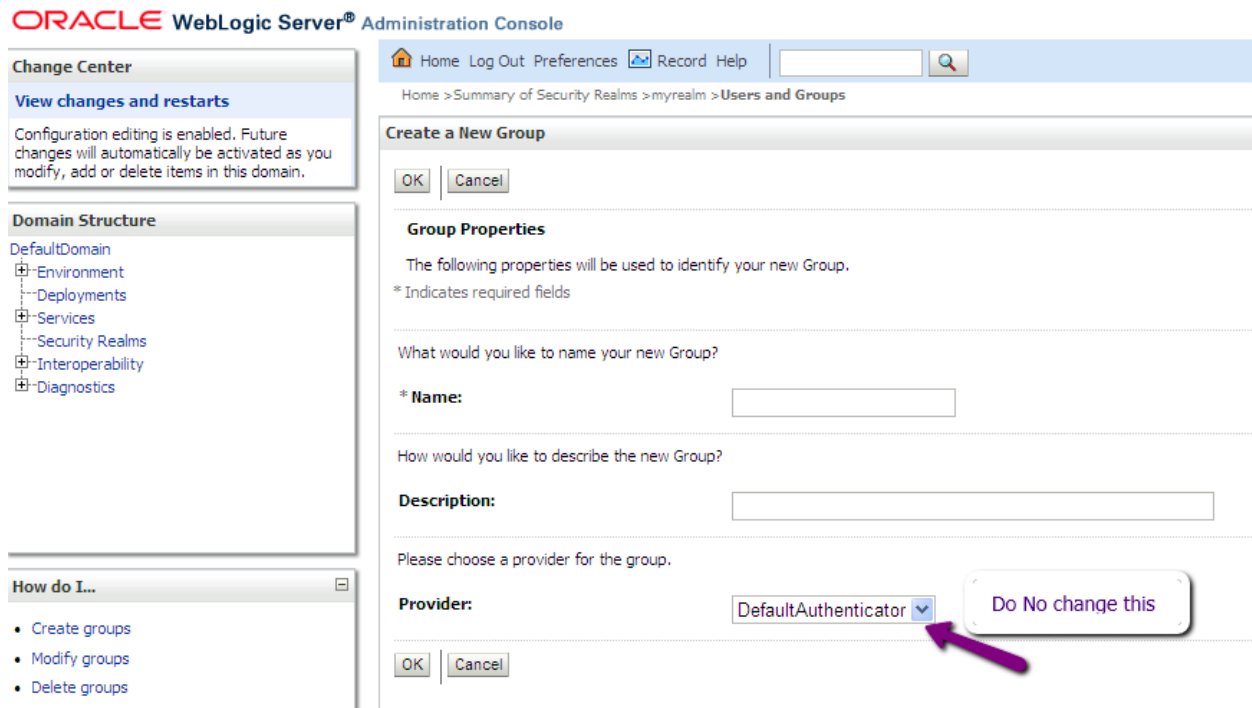 ORACLE WebLogic Server® Administration Console
Change Center
View changes and restarts
Configuration editing is enabled. Future
changes will automatically be activated as you
modify, add or delete items in this domain.
Domain Structure
DefaultDomain
Environment
Deployments
Services
Security Realms
Interoperability
Diagnostics
How do I...
Create groups
Modify groups
Delete groups
Home Log Out Preferences Record Help
Home >Summary of Security Realms >myrealm >Users and Groups
Create a New Group
OK Cancel
Group Properties
The following properties will be used to identify your new Group.
* Indicates required fields
What would you like to name your new Group?
* Name:
How would you like to describe the new Group?
Description:
Please choose a provider for the group.
Provider: DefaultAuthenticator Do No change this
OK Cancel